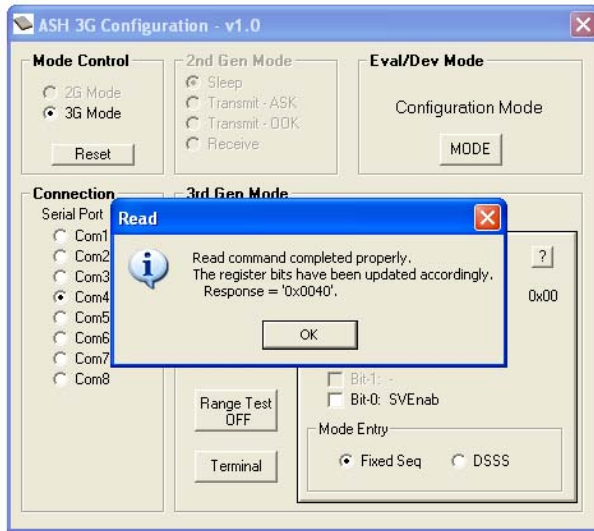 ASH 3G Configuration - v1.0
Mode Control
2G Mode
3G Mode
Reset
2nd Gen Mode
Sleep
Transmit - ASK
Transmit - OOK
Receive
Eval/Dev Mode
Configuration Mode
MODE
Connection
Serial Port
Com1
Com2
Com3
Com4
Com5
Com6
Com7
Com8
3rd Gen Mode
Read
Read command completely properly.
The register bits have been updated accordingly.
Response = '0x0040'.
OK
?
0x00
Bit-1: -
Bit-0: SVEnab
Range Test
OFF
Terminal
Mode Entry
Fixed Seq
DSSS